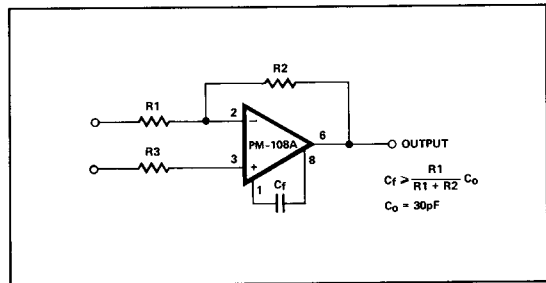 R2
R1
2
−
6
PM-108A
OUTPUT
8
R3
3
+
1
Cf
Cf ≥ R1 / R1 + R2 Co
Co = 30pF